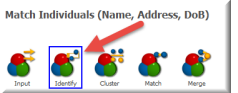 Match Individuals (Name, Address, DoB)
Input Identify Cluster Match Merge